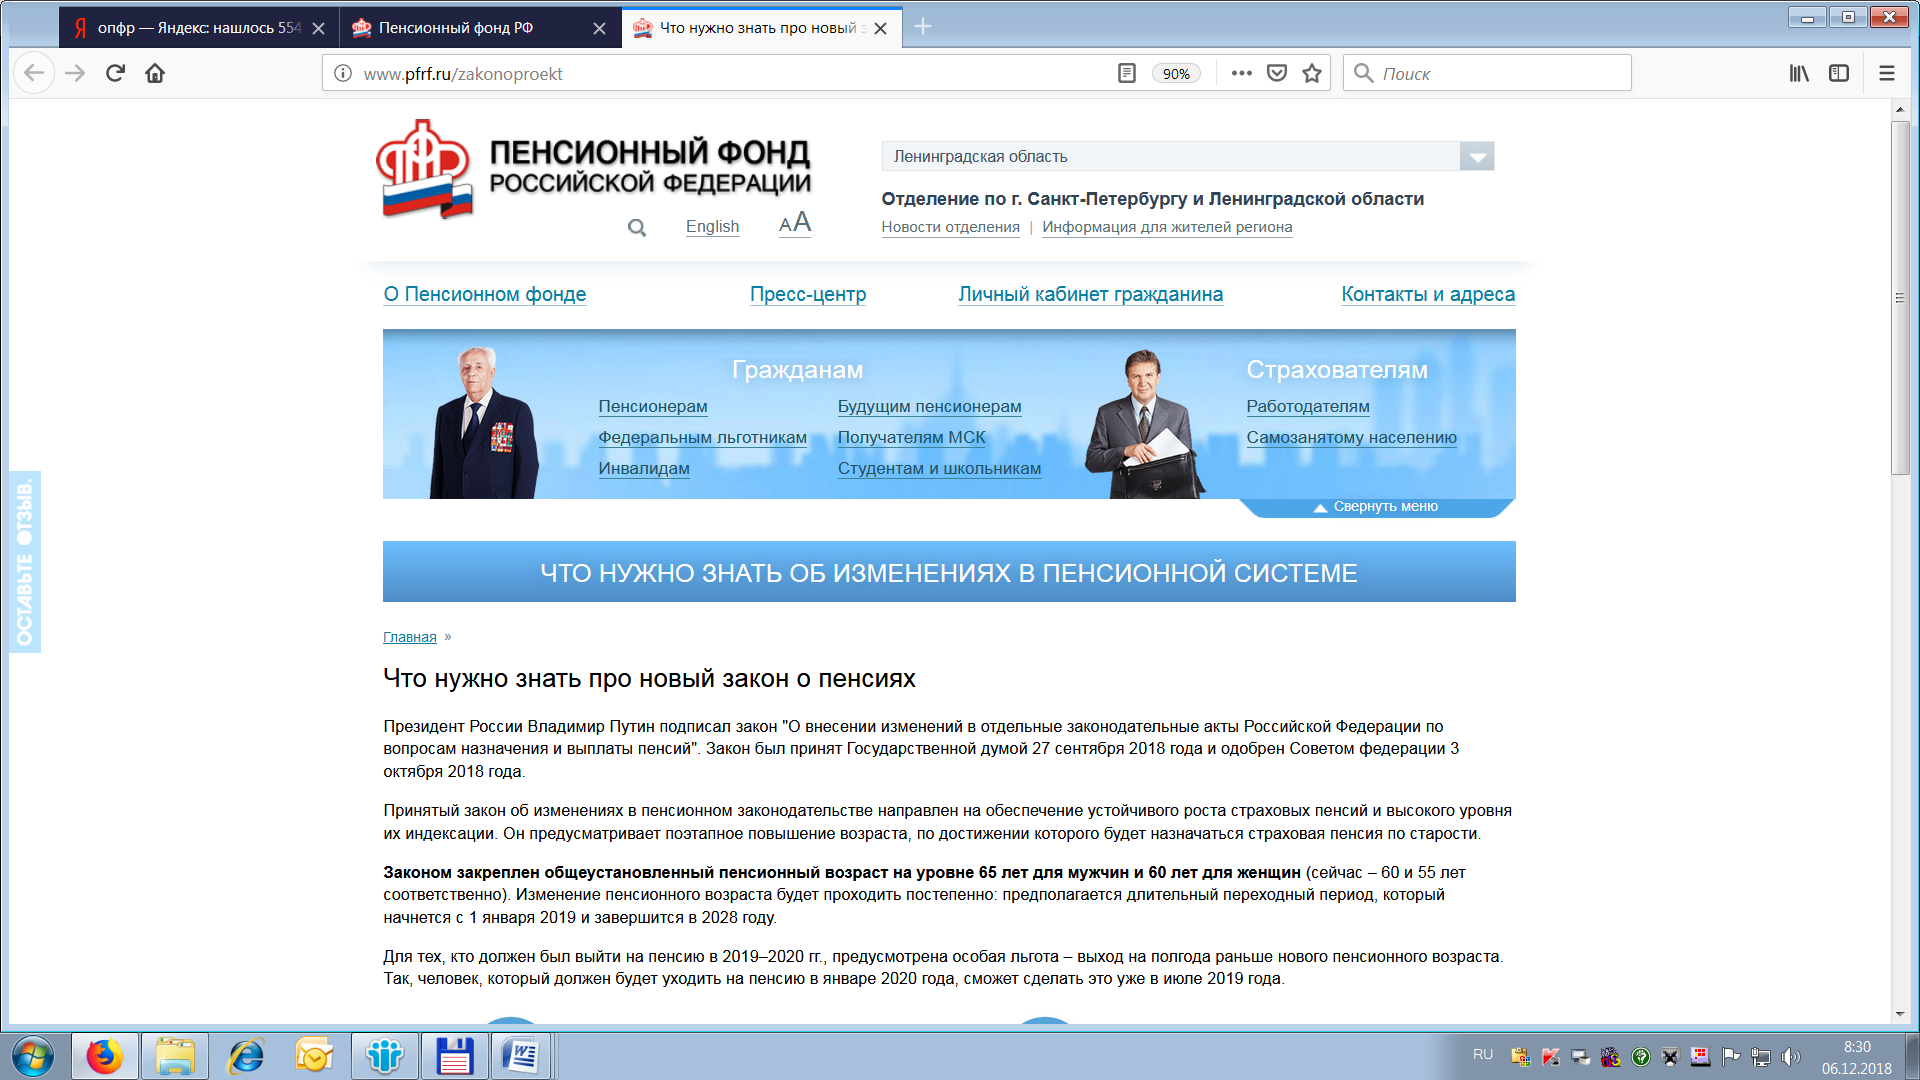 опфр — Яндекс: нашлось 554
Пенсионный фонд РФ
Что нужно знать про новый з
www.pfrf.ru/zakonoproekt
90%
Поиск
ПЕНСИОННЫЙ ФОНД
РОССИЙСКОЙ ФЕДЕРАЦИИ
English
AA
Ленинградская область
Отделение по г. Санкт-Петербургу и Ленинградской области
Новости отделения | Информация для жителей региона
О Пенсионном фонде
Пресс-центр
Личный кабинет гражданина
Контакты и адреса
Гражданам
Страхователям
Пенсионерам
Будущим пенсионерам
Работодателям
Федеральным льготникам
Получателям МСК
Самозанятому населению
Инвалидам
Студентам и школьникам
Свернуть меню
ОСТАВЬТЕ ОТЗЫВ.
ЧТО НУЖНО ЗНАТЬ ОБ ИЗМЕНЕНИЯХ В ПЕНСИОННОЙ СИСТЕМЕ
Главная »
Что нужно знать про новый закон о пенсиях
Президент России Владимир Путин подписал закон "О внесении изменений в отдельные законодательные акты Российской Федерации по
вопросам назначения и выплаты пенсий". Закон был принят Государственной думой 27 сентября 2018 года и одобрен Советом федерации 3
октября 2018 года.
Принятый закон об изменениях в пенсионном законодательстве направлен на обеспечение устойчивого роста страховых пенсий и высокого уровня
их индексации. Он предусматривает поэтапное повышение возраста, по достижении которого будет назначаться страховая пенсия по старости.
Законом закреплен общеустановленный пенсионный возраст на уровне 65 лет для мужчин и 60 лет для женщин (сейчас – 60 и 55 лет
соответственно). Изменение пенсионного возраста будет проходить постепенно: предполагается длительный переходный период, который
начнется с 1 января 2019 и завершится в 2028 году.
Для тех, кто должен был выйти на пенсию в 2019–2020 гг., предусмотрена особая льгота – выход на полгода раньше нового пенсионного возраста.
Так, человек, который должен будет уходить на пенсию в январе 2020 года, сможет сделать это уже в июле 2019 года.
RU
8:30
06.12.2018